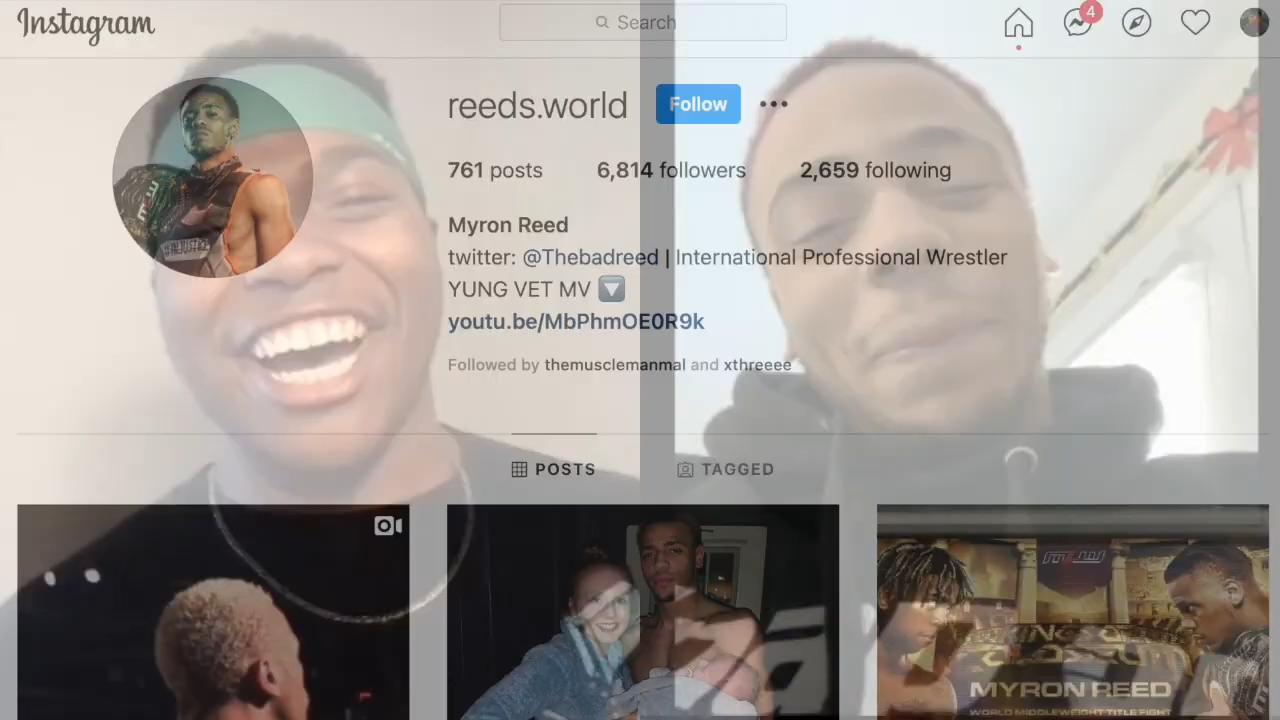 Instagram
Search
4
reeds.world Follow •••
761 posts 6,814 followers 2,659 following
Myron Reed
twitter: @Thebadreed | International Professional Wrestler
YUNG VET MV 🔽
youtu.be/MbPhmOE0R9k
Followed by themusclemanmal and xthreeee
POSTS TAGGED
MLW
MYRON REED
WORLD MIDDLEWEIGHT TITLE FIGHT